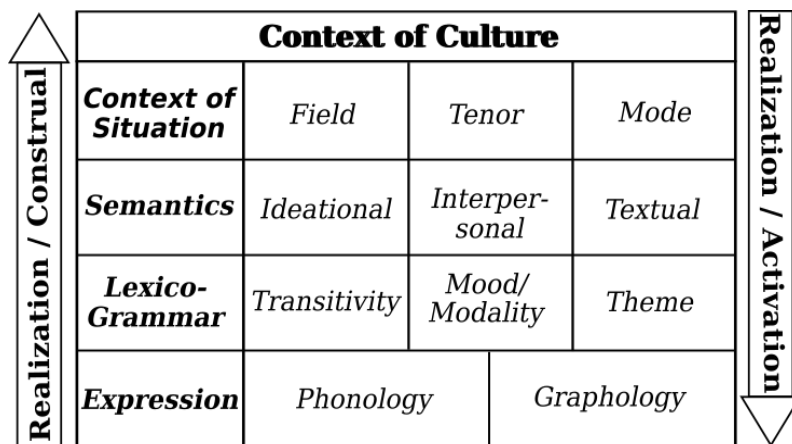 Context of Culture
Realization / Construal
Realization / Activation
Context of
Situation
Field
Tenor
Mode
Semantics
Ideational
Interper-
sonal
Textual
Lexico-
Grammar
Transitivity
Mood/
Modality
Theme
Expression
Phonology
Graphology